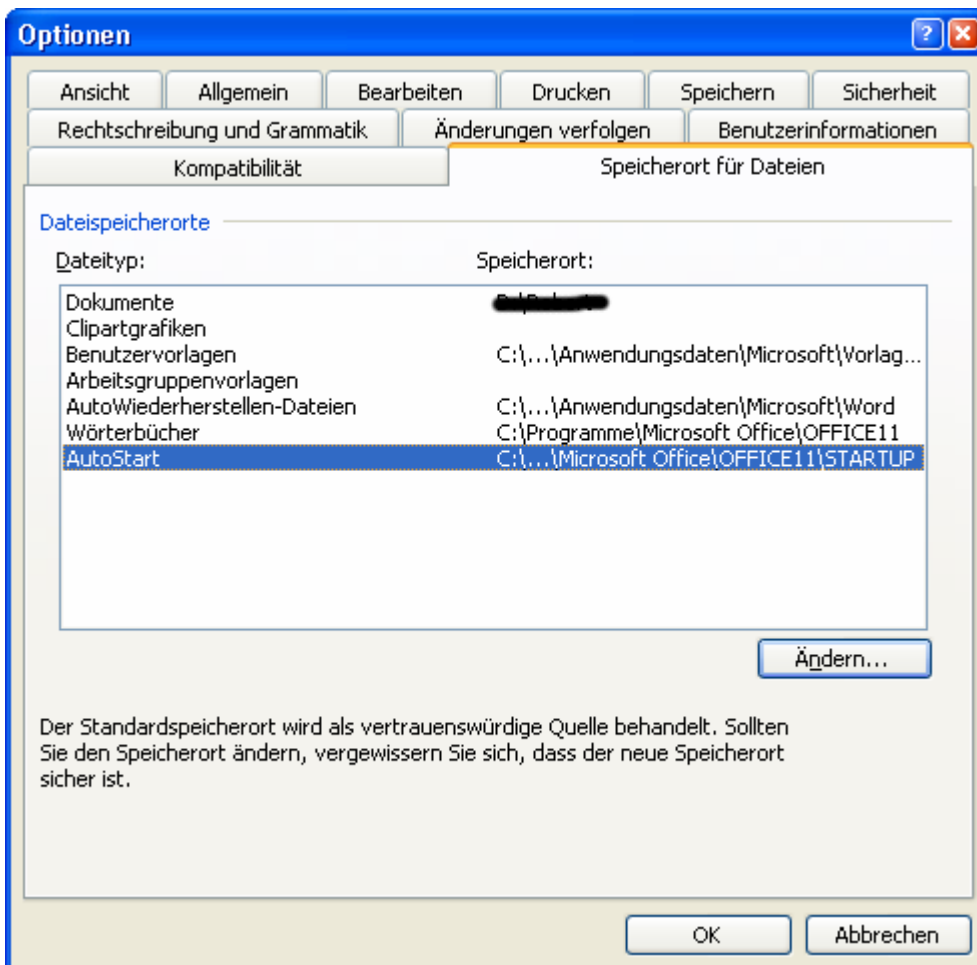 Optionen
Ansicht Allgemein Bearbeiten Drucken Speichern Sicherheit
Rechtschreibung und Grammatik Änderungen verfolgen Benutzerinformationen
Kompatibilität Speicherort für Dateien
Dateispeicherorte
Dateityp: Speicherort:
Dokumente
Clipartgrafiken
Benutzervorlagen C:\...\Anwendungsdaten\Microsoft\Vorlag...
Arbeitsgruppenvorlagen
AutoWiederherstellen-Dateien C:\...\Anwendungsdaten\Microsoft\Word
Wörterbücher C:\Programme\Microsoft Office\OFFICE11
AutoStart C:\...\Microsoft Office\OFFICE11\STARTUP
Ändern...
Der Standardspeicherort wird als vertrauenswürdige Quelle behandelt. Sollten
Sie den Speicherort ändern, vergewissern Sie sich, dass der neue Speicherort
sicher ist.
OK Abbrechen